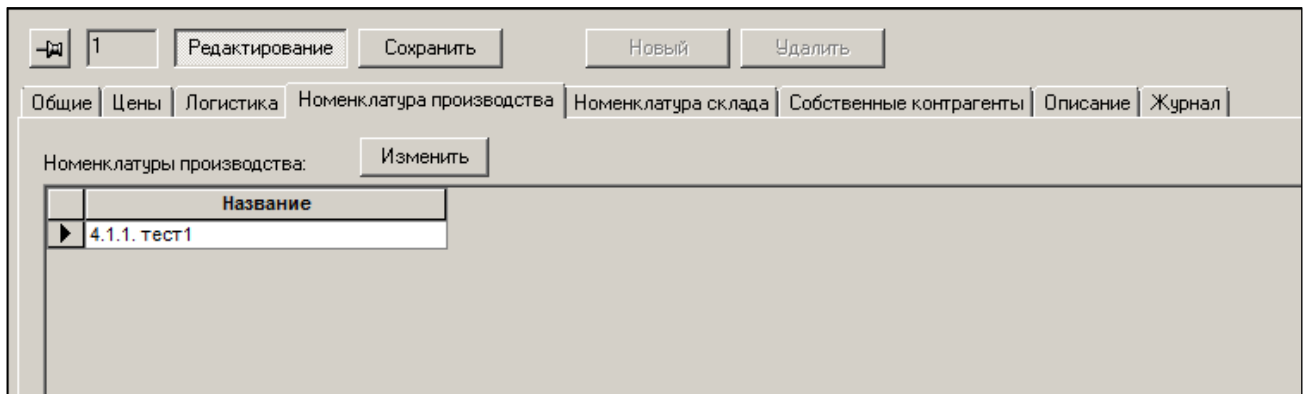 1 Редактирование Сохранить Новый Удалить
Общие Цены Логистика Номенклатура производства Номенклатура склада Собственные контрагенты Описание Журнал
Номенклатуры производства: Изменить
Название
4.1.1. тест1